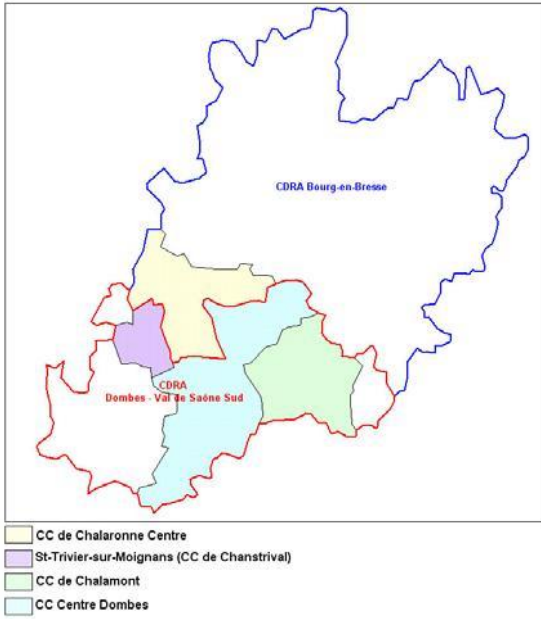 CDRA Bourg-en-Bresse
CDRA
Dombes - Val de Saône Sud
CC de Chalaronne Centre
St-Trivier-sur-Moignans (CC de Chanstrival)
CC de Chalamont
CC Centre Dombes